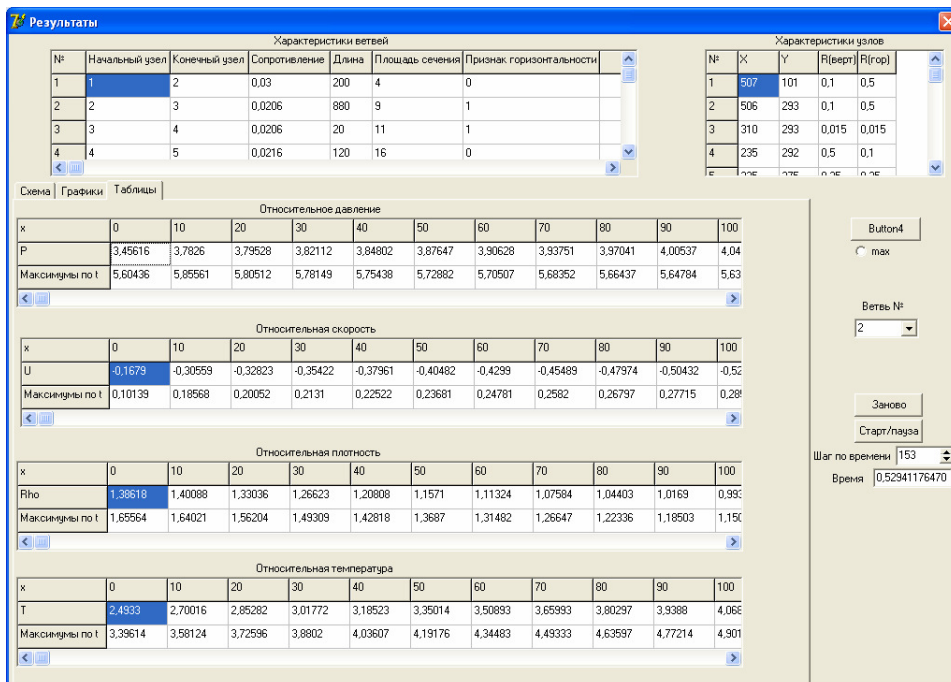 Результаты
Характеристики ветвей
№ Начальный узел Конечный узел Сопротивление Длина Площадь сечения Признак горизонтальности
1 1 2 0,03 200 4 0
2 2 3 0,0206 880 9 1
3 3 4 0,0206 20 11 1
4 4 5 0,0216 120 16 0
Характеристики узлов
№ X Y R(верт) R(гор)
1 507 101 0,1 0,5
2 506 293 0,1 0,5
3 310 293 0,015 0,015
4 235 292 0,5 0,1
Схема Графики Таблицы
Относительное давление
x 0 10 20 30 40 50 60 70 80 90 100
P 3,45616 3,7826 3,79528 3,82112 3,84802 3,87647 3,90628 3,93751 3,97041 4,00537 4,04
Максимумы по t 5,60436 5,85561 5,80512 5,78149 5,75438 5,72882 5,70507 5,68352 5,66437 5,64784 5,63
Относительная скорость
x 0 10 20 30 40 50 60 70 80 90 100
U -0,1679 -0,30559 -0,32823 -0,35422 -0,37961 -0,40482 -0,4299 -0,45489 -0,47974 -0,50432 -0,52
Максимумы по t 0,10139 0,18568 0,20052 0,2131 0,22522 0,23681 0,24781 0,2582 0,26797 0,27715 0,28
Относительная плотность
x 0 10 20 30 40 50 60 70 80 90 100
Rho 1,38618 1,40088 1,33036 1,26623 1,20808 1,1571 1,11324 1,07584 1,04403 1,0169 0,993
Максимумы по t 1,65564 1,64021 1,56204 1,49309 1,42818 1,3687 1,31482 1,26647 1,22336 1,18503 1,150
Относительная температура
x 0 10 20 30 40 50 60 70 80 90 100
T 2,4933 2,70016 2,85282 3,01772 3,18523 3,35014 3,50893 3,65993 3,80297 3,9388 4,068
Максимумы по t 3,39614 3,58124 3,72596 3,8802 4,03607 4,19176 4,34483 4,49333 4,63597 4,77214 4,901
Button4
max
Ветвь №
2
Заново
Старт/пауза
Шаг по времени 153
Время 0,52941176470